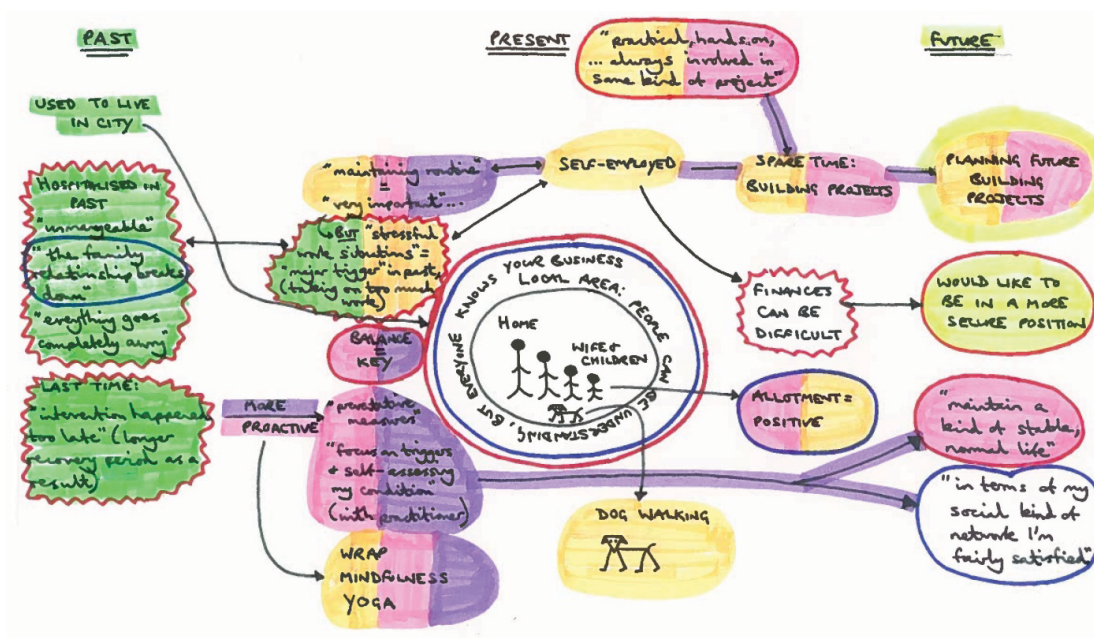 PAST
PRESENT
FUTURE
"practical, hands on,
... always involved in
some kind of project"
USED TO LIVE
IN CITY
HOSPITALISED IN
PAST
"unmanageable"
"the family
relationship breaks
down"
"everything goes
completely awry"
"maintaining routine"
=
"very important"...
SELF-EMPLOYED
SPARE TIME:
BUILDING PROJECTS
PLANNING FUTURE
BUILDING
PROJECTS
BUT "stressful
work situations" =
"major trigger" in past,
(taking on too much
work)
LOCAL AREA: PEOPLE CAN BE UNDERSTANDING, BUT EVERYONE KNOWS YOUR BUSINESS
HOME
WIFE +
CHILDREN
FINANCES
CAN BE
DIFFICULT
WOULD LIKE TO
BE IN A MORE
SECURE POSITION
BALANCE
=
KEY
LAST TIME:
"intervention happened
too late" (longer
recovery period as a
result)
MORE
PROACTIVE
"preventative
measures"
"focus on triggers
+ self-assessing
my condition"
(with practitioner)
ALLOTMENT =
POSITIVE
"maintain a
kind of stable,
normal life"
"in terms of my
social kind of
network I'm
fairly satisfied"
DOG WALKING
WRAP
MINDFULNESS
YOGA